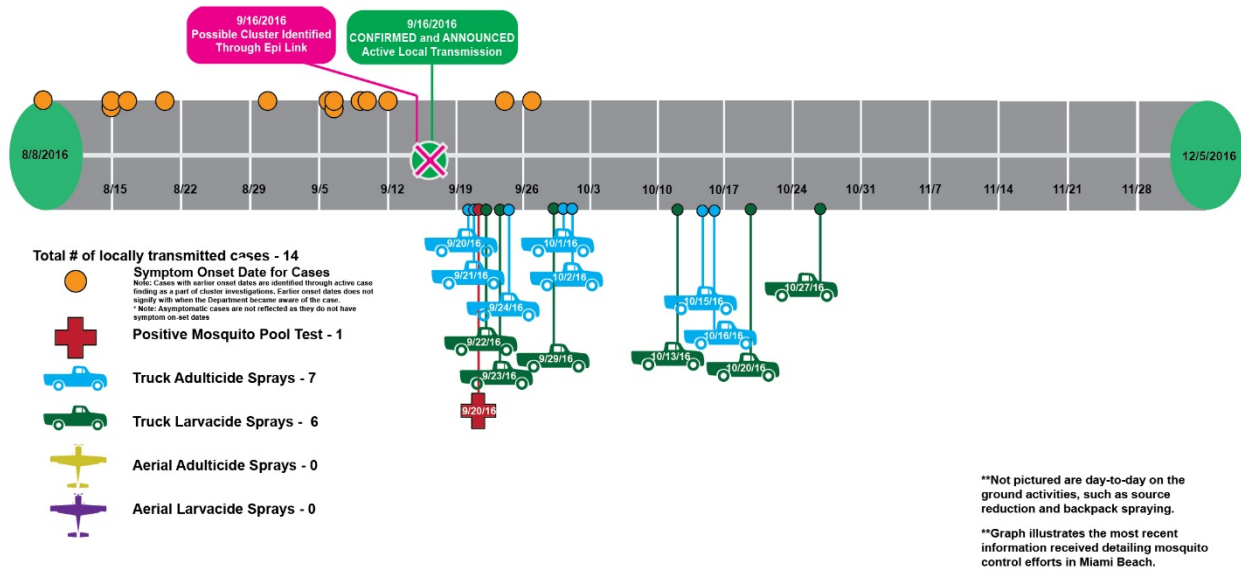 9/16/2016
Possible Cluster Identified
Through Epi Link
9/16/2016
CONFIRMED and ANNOUNCED
Active Local Transmission
8/8/2016
12/5/2016
8/15
8/22
8/29
9/5
9/12
9/19
9/26
10/3
10/10
10/17
10/24
10/31
11/7
11/14
11/21
11/28
9/20/16
10/1/16
9/21/16
10/2/16
9/24/16
10/15/16
10/27/16
9/22/16
10/16/16
9/29/16
10/13/16
9/23/16
10/20/16
9/20/16
Total # of locally transmitted cases - 14
Symptom Onset Date for Cases
Note: Cases with earlier onset dates are identified through active case
finding as a part of cluster investigations. Earlier onset dates does not
signify with when the Department became aware of the case.
* Note: Asymptomatic cases are not reflected as they do not have
symptom on-set dates
Positive Mosquito Pool Test - 1
Truck Adulticide Sprays - 7
Truck Larvacide Sprays - 6
Aerial Adulticide Sprays - 0
Aerial Larvacide Sprays - 0
**Not pictured are day-to-day on the
ground activities, such as source
reduction and backpack spraying.
**Graph illustrates the most recent
information received detailing mosquito
control efforts in Miami Beach.